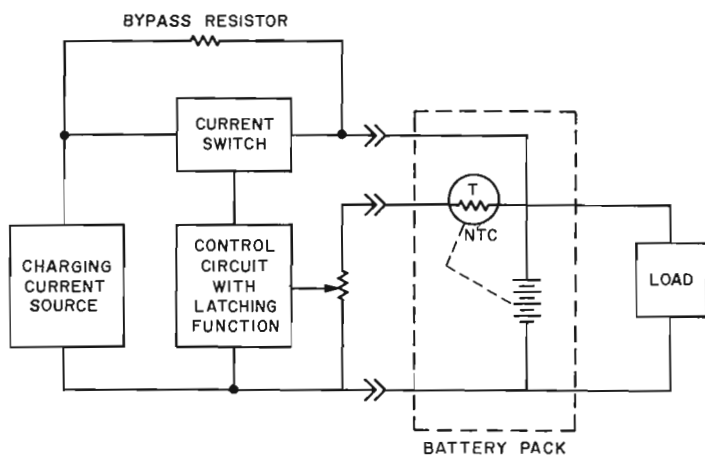 BYPASS RESISTOR
CURRENT
SWITCH
CHARGING
CURRENT
SOURCE
CONTROL
CIRCUIT
WITH
LATCHING
FUNCTION
T
NTC
LOAD
BATTERY PACK